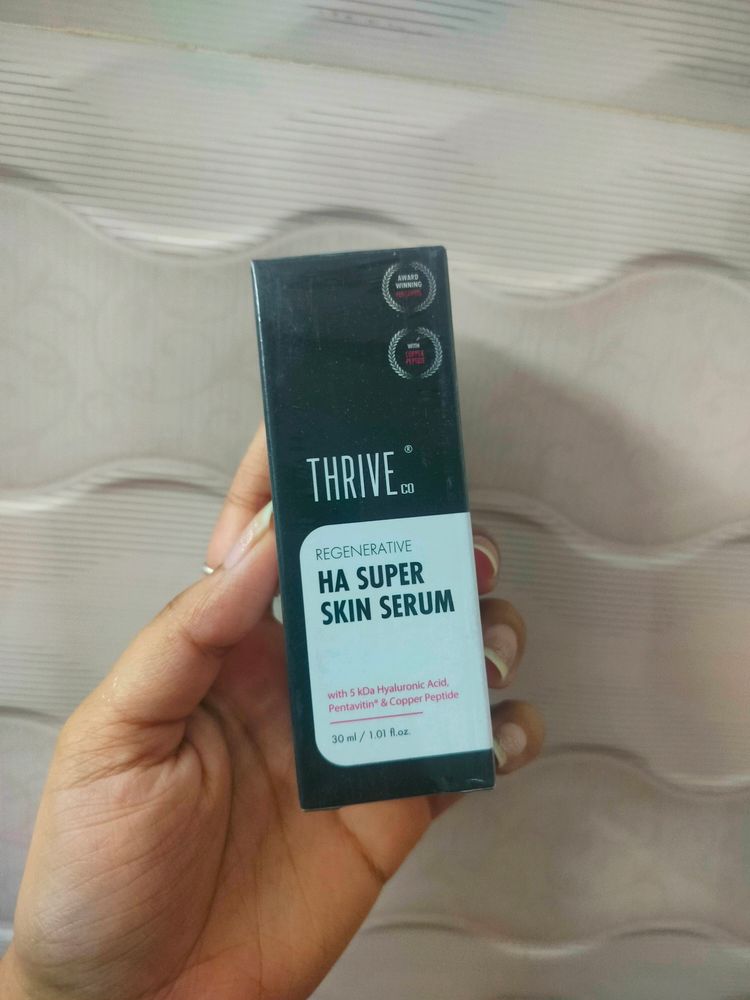 AWARD
WINNING
WITH
COPPER
PEPTIDE
THRIVE®
CO
REGENERATIVE
HA SUPER
SKIN SERUM
with 5 kDa Hyaluronic Acid,
Pentavitin® & Copper Peptide
30 ml / 1.01 fl.oz.